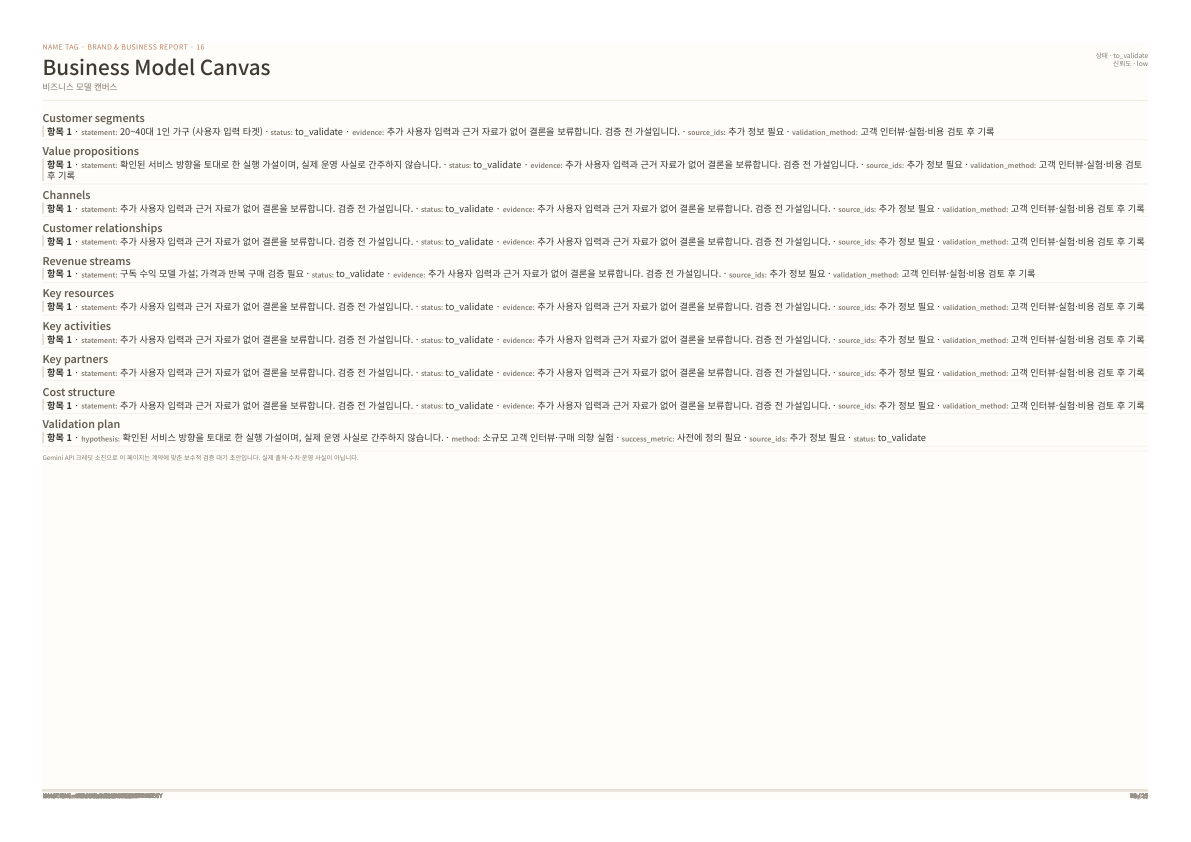 NAME TAG · BRAND & BUSINESS REPORT · 16
Business Model Canvas
비즈니스 모델 캔버스
상태 · to_validate
신뢰도 · low
Customer segments
항목 1 · statement: 20~40대 1인 가구 (사용자 입력 타겟) · status: to_validate · evidence: 추가 사용자 입력과 근거 자료가 없어 결론을 보류합니다. 검증 전 가설입니다. · source_ids: 추가 정보 필요 · validation_method: 고객 인터뷰·실험·비용 검토 후 기록
Value propositions
항목 1 · statement: 확인된 서비스 방향을 토대로 한 실행 가설이며, 실제 운영 사실로 간주하지 않습니다. · status: to_validate · evidence: 추가 사용자 입력과 근거 자료가 없어 결론을 보류합니다. 검증 전 가설입니다. · source_ids: 추가 정보 필요 · validation_method: 고객 인터뷰·실험·비용 검토
후 기록
Channels
항목 1 · statement: 추가 사용자 입력과 근거 자료가 없어 결론을 보류합니다. 검증 전 가설입니다. · status: to_validate · evidence: 추가 사용자 입력과 근거 자료가 없어 결론을 보류합니다. 검증 전 가설입니다. · source_ids: 추가 정보 필요 · validation_method: 고객 인터뷰·실험·비용 검토 후 기록
Customer relationships
항목 1 · statement: 추가 사용자 입력과 근거 자료가 없어 결론을 보류합니다. 검증 전 가설입니다. · status: to_validate · evidence: 추가 사용자 입력과 근거 자료가 없어 결론을 보류합니다. 검증 전 가설입니다. · source_ids: 추가 정보 필요 · validation_method: 고객 인터뷰·실험·비용 검토 후 기록
Revenue streams
항목 1 · statement: 구독 수익 모델 가설; 가격과 반복 구매 검증 필요 · status: to_validate · evidence: 추가 사용자 입력과 근거 자료가 없어 결론을 보류합니다. 검증 전 가설입니다. · source_ids: 추가 정보 필요 · validation_method: 고객 인터뷰·실험·비용 검토 후 기록
Key resources
항목 1 · statement: 추가 사용자 입력과 근거 자료가 없어 결론을 보류합니다. 검증 전 가설입니다. · status: to_validate · evidence: 추가 사용자 입력과 근거 자료가 없어 결론을 보류합니다. 검증 전 가설입니다. · source_ids: 추가 정보 필요 · validation_method: 고객 인터뷰·실험·비용 검토 후 기록
Key activities
항목 1 · statement: 추가 사용자 입력과 근거 자료가 없어 결론을 보류합니다. 검증 전 가설입니다. · status: to_validate · evidence: 추가 사용자 입력과 근거 자료가 없어 결론을 보류합니다. 검증 전 가설입니다. · source_ids: 추가 정보 필요 · validation_method: 고객 인터뷰·실험·비용 검토 후 기록
Key partners
항목 1 · statement: 추가 사용자 입력과 근거 자료가 없어 결론을 보류합니다. 검증 전 가설입니다. · status: to_validate · evidence: 추가 사용자 입력과 근거 자료가 없어 결론을 보류합니다. 검증 전 가설입니다. · source_ids: 추가 정보 필요 · validation_method: 고객 인터뷰·실험·비용 검토 후 기록
Cost structure
항목 1 · statement: 추가 사용자 입력과 근거 자료가 없어 결론을 보류합니다. 검증 전 가설입니다. · status: to_validate · evidence: 추가 사용자 입력과 근거 자료가 없어 결론을 보류합니다. 검증 전 가설입니다. · source_ids: 추가 정보 필요 · validation_method: 고객 인터뷰·실험·비용 검토 후 기록
Validation plan
항목 1 · hypothesis: 확인된 서비스 방향을 토대로 한 실행 가설이며, 실제 운영 사실로 간주하지 않습니다. · method: 소규모 고객 인터뷰·구매 의향 실험 · success_metric: 사전에 정의 필요 · source_ids: 추가 정보 필요 · status: to_validate
Gemini API 크레딧 소진으로 이 페이지는 계약에 맞춘 보수적 검증 대기 초안입니다. 실제 출처·수치·운영 사실이 아닙니다.